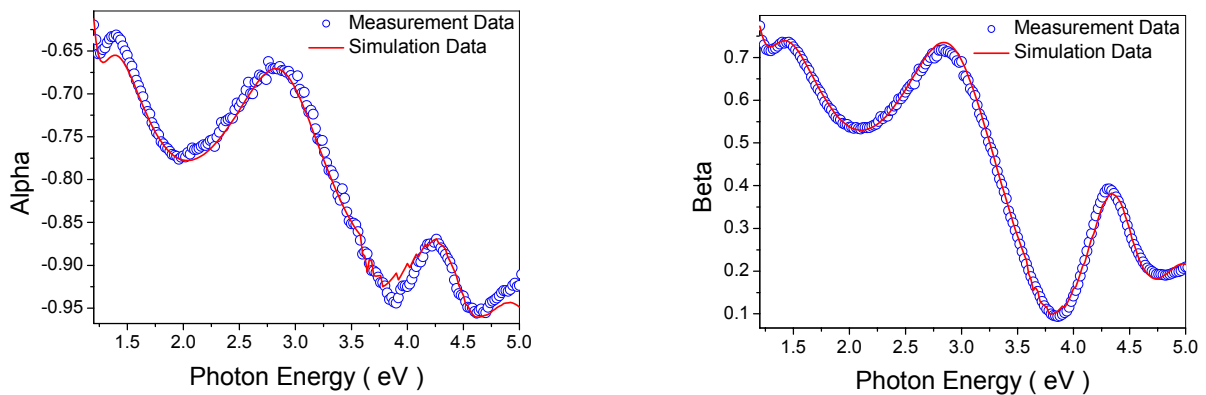 Measurement Data
Simulation Data
-0.65
-0.70
-0.75
-0.80
-0.85
-0.90
-0.95
Alpha
1.5 2.0 2.5 3.0 3.5 4.0 4.5 5.0
Photon Energy ( eV )
Measurement Data
Simulation Data
0.7
0.6
0.5
0.4
0.3
0.2
0.1
Beta
1.5 2.0 2.5 3.0 3.5 4.0 4.5 5.0
Photon Energy ( eV )